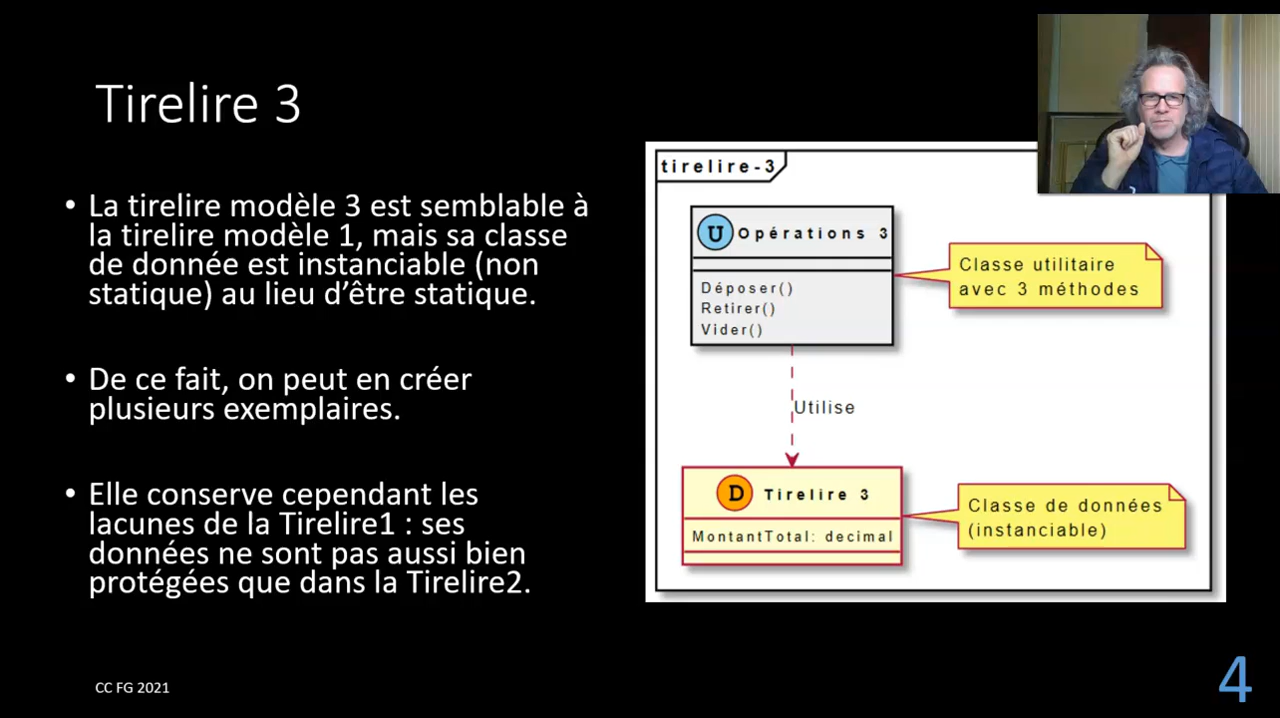 Tirelire 3
• La tirelire modèle 3 est semblable à
la tirelire modèle 1, mais sa classe
de donnée est instanciable (non
statique) au lieu d’être statique.
• De ce fait, on peut en créer
plusieurs exemplaires.
• Elle conserve cependant les
lacunes de la Tirelire1 : ses
données ne sont pas aussi bien
protégées que dans la Tirelire2.
tirelire-3
U Opérations 3
Déposer()
Retirer()
Vider()
Classe utilitaire
avec 3 méthodes
Utilise
D Tirelire 3
MontantTotal: decimal
Classe de données
(instanciable)
CC FG 2021
4